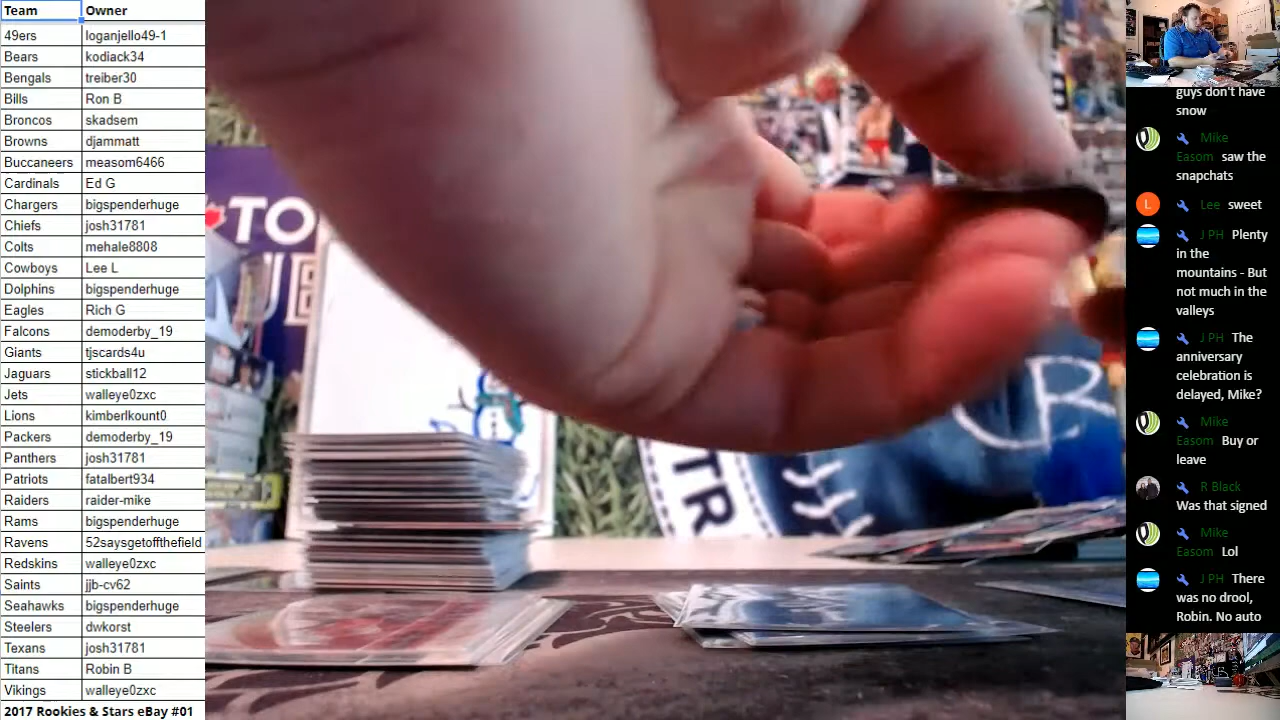 Team Owner
49ers loganjello49-1
Bears kodiack34
Bengals treiber30
Bills Ron B
Broncos skadsem
Browns djammatt
Buccaneers measom6466
Cardinals Ed G
Chargers bigspenderhuge
Chiefs josh31781
Colts mehale8808
Cowboys Lee L
Dolphins bigspenderhuge
Eagles Rich G
Falcons demoderby_19
Giants tjscards4u
Jaguars stickball12
Jets walleye0zxc
Lions kimberlkount0
Packers demoderby_19
Panthers josh31781
Patriots fatalbert934
Raiders raider-mike
Rams bigspenderhuge
Ravens 52saysgetoffthefield
Redskins walleye0zxc
Saints jjb-cv62
Seahawks bigspenderhuge
Steelers dwkorst
Texans josh31781
Titans Robin B
Vikings walleye0zxc
2017 Rookies & Stars eBay #01
TO
TR
guys don't have
snow
Mike
Easom saw the
snapchats
L
Lee sweet
J PH Plenty
in the
mountains - But
not much in the
valleys
J PH The
anniversary
celebration is
delayed, Mike?
Mike
Easom Buy or
leave
R Black
Was that signed
Mike
Easom Lol
J PH There
was no drool,
Robin. No auto